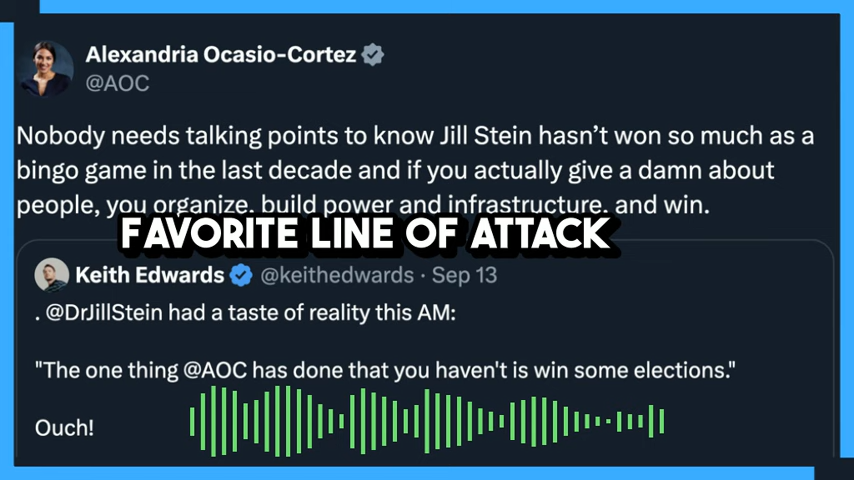 Alexandria Ocasio-Cortez
@AOC
Nobody needs talking points to know Jill Stein hasn’t won so much as a
bingo game in the last decade and if you actually give a damn about
people, you organize, build power and infrastructure, and win.
FAVORITE LINE OF ATTACK
Keith Edwards @keithedwards · Sep 13
. @DrJillStein had a taste of reality this AM:
"The one thing @AOC has done that you haven't is win some elections."
Ouch!